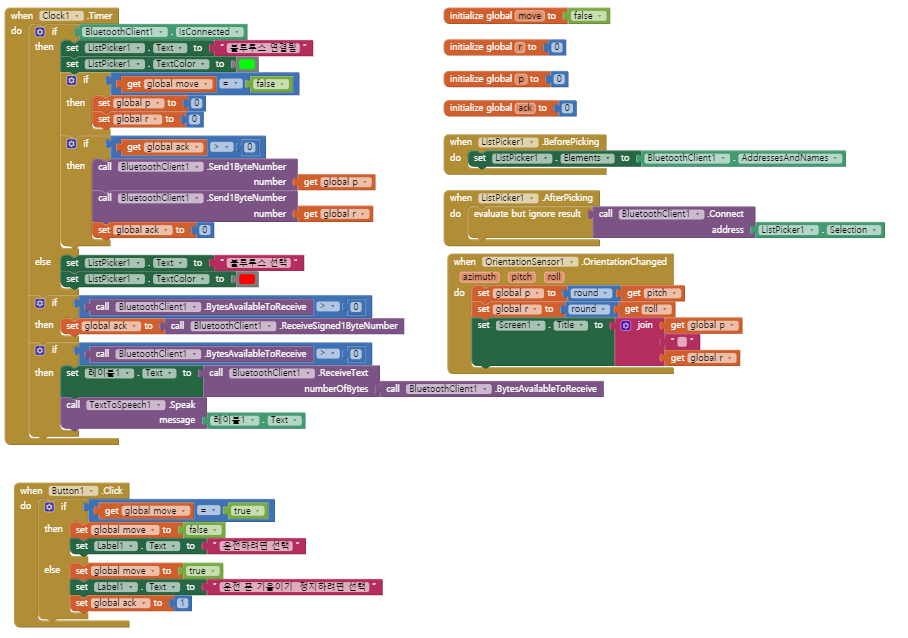 when Clock1 .Timer
do if BluetoothClient1 . IsConnected
then set ListPicker1 . Text to " 블루투스 연결됨 "
set ListPicker1 . TextColor to
if get global move = false
then set global p to 0
set global r to 0
if get global ack > 0
then call BluetoothClient1 .Send1ByteNumber
number get global p
call BluetoothClient1 .Send1ByteNumber
number get global r
set global ack to 0
else set ListPicker1 . Text to " 블루투스 선택 "
set ListPicker1 . TextColor to
if call BluetoothClient1 .BytesAvailableToReceive > 0
then set global ack to call BluetoothClient1 .ReceiveSigned1ByteNumber
if call BluetoothClient1 .BytesAvailableToReceive > 0
then set 레이블1 . Text to call BluetoothClient1 .ReceiveText
numberOfBytes call BluetoothClient1 .BytesAvailableToReceive
call TextToSpeech1 .Speak
message 레이블1 . Text
initialize global move to false
initialize global r to 0
initialize global p to 0
initialize global ack to 0
when ListPicker1 .BeforePicking
do set ListPicker1 . Elements to BluetoothClient1 . AddressesAndNames
when ListPicker1 .AfterPicking
do evaluate but ignore result call BluetoothClient1 .Connect
address ListPicker1 . Selection
when OrientationSensor1 .OrientationChanged
azimuth pitch roll
do set global p to round get pitch
set global r to round get roll
set Screen1 . Title to join get global p
" "
get global r
when Button1 .Click
do if get global move = true
then set global move to false
set Label1 . Text to " 운전하려면 선택 "
else set global move to true
set Label1 . Text to " 운전 폰 기울이기 정지하려면 선택 "
set global ack to 1